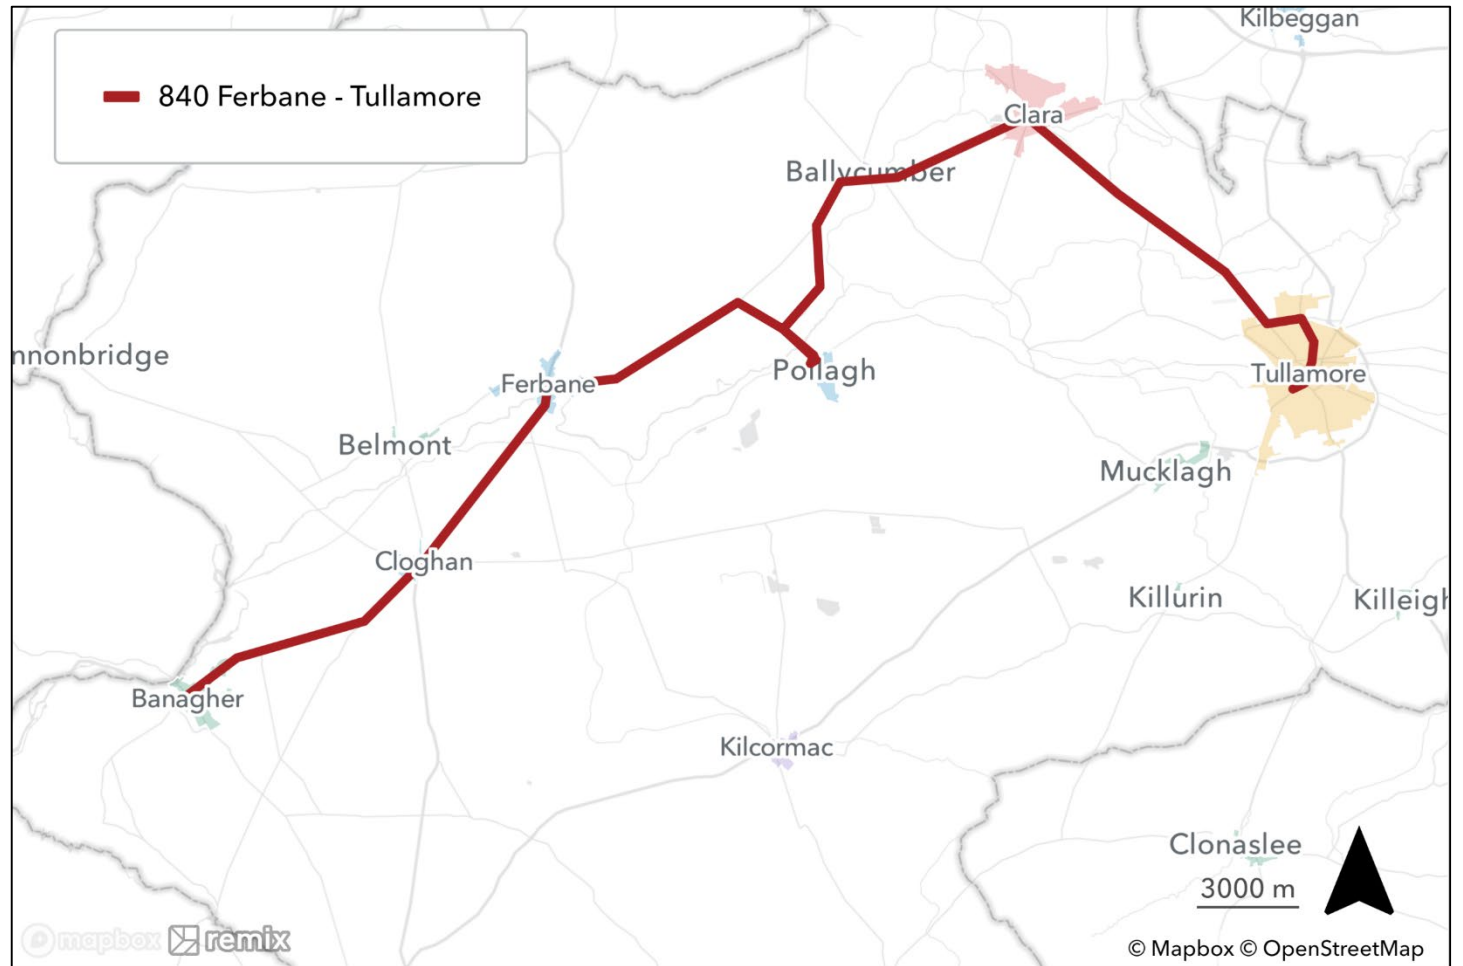 Kilbeggan
840 Ferbane - Tullamore
Clara
Ballycumber
nnonbridge
Ferbane
Pollagh
Tullamore
Belmont
Mucklagh
Cloghan
Killurin
Killeigh
Banagher
Kilcormac
Clonaslee
3000 m
mapbox remix
© Mapbox © OpenStreetMap